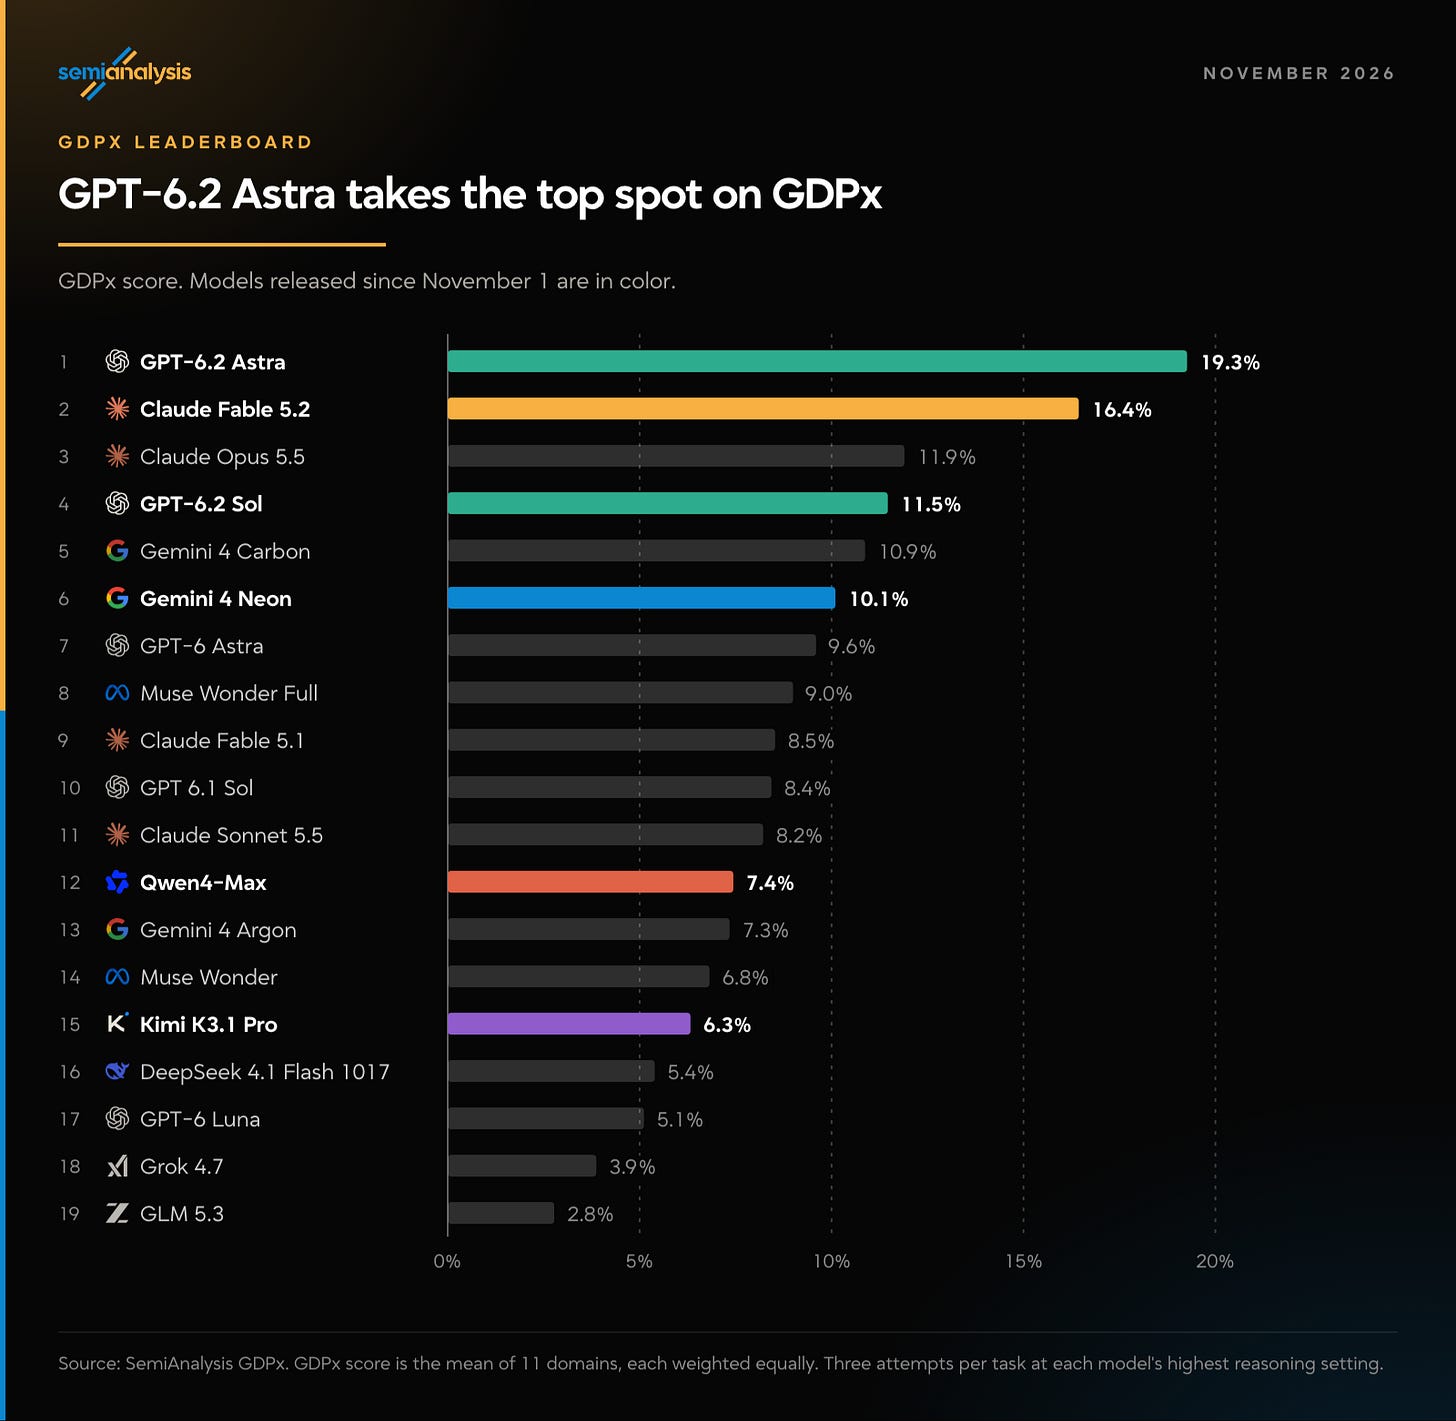 semianalysis
NOVEMBER 2026
GDPX LEADERBOARD
GPT-6.2 Astra takes the top spot on GDPx
GDPx score. Models released since November 1 are in color.
1 GPT-6.2 Astra 19.3%
2 Claude Fable 5.2 16.4%
3 Claude Opus 5.5 11.9%
4 GPT-6.2 Sol 11.5%
5 Gemini 4 Carbon 10.9%
6 Gemini 4 Neon 10.1%
7 GPT-6 Astra 9.6%
8 Muse Wonder Full 9.0%
9 Claude Fable 5.1 8.5%
10 GPT 6.1 Sol 8.4%
11 Claude Sonnet 5.5 8.2%
12 Qwen4-Max 7.4%
13 Gemini 4 Argon 7.3%
14 Muse Wonder 6.8%
15 Kimi K3.1 Pro 6.3%
16 DeepSeek 4.1 Flash 1017 5.4%
17 GPT-6 Luna 5.1%
18 Grok 4.7 3.9%
19 GLM 5.3 2.8%
0% 5% 10% 15% 20%
Source: SemiAnalysis GDPx. GDPx score is the mean of 11 domains, each weighted equally. Three attempts per task at each model's highest reasoning setting.